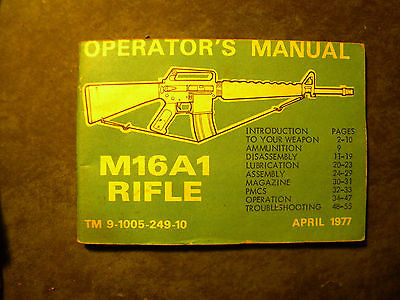 OPERATOR'S MANUAL
INTRODUCTION PAGES
TO YOUR WEAPON 2-10
AMMUNITION 9
DISASSEMBLY 11-19
LUBRICATION 20-23
ASSEMBLY 24-29
MAGAZINE 30-31
PMCS 32-33
OPERATION 34-47
TROUBLESHOOTING 48-55
M16A1
RIFLE
TM 9-1005-249-10 APRIL 1977